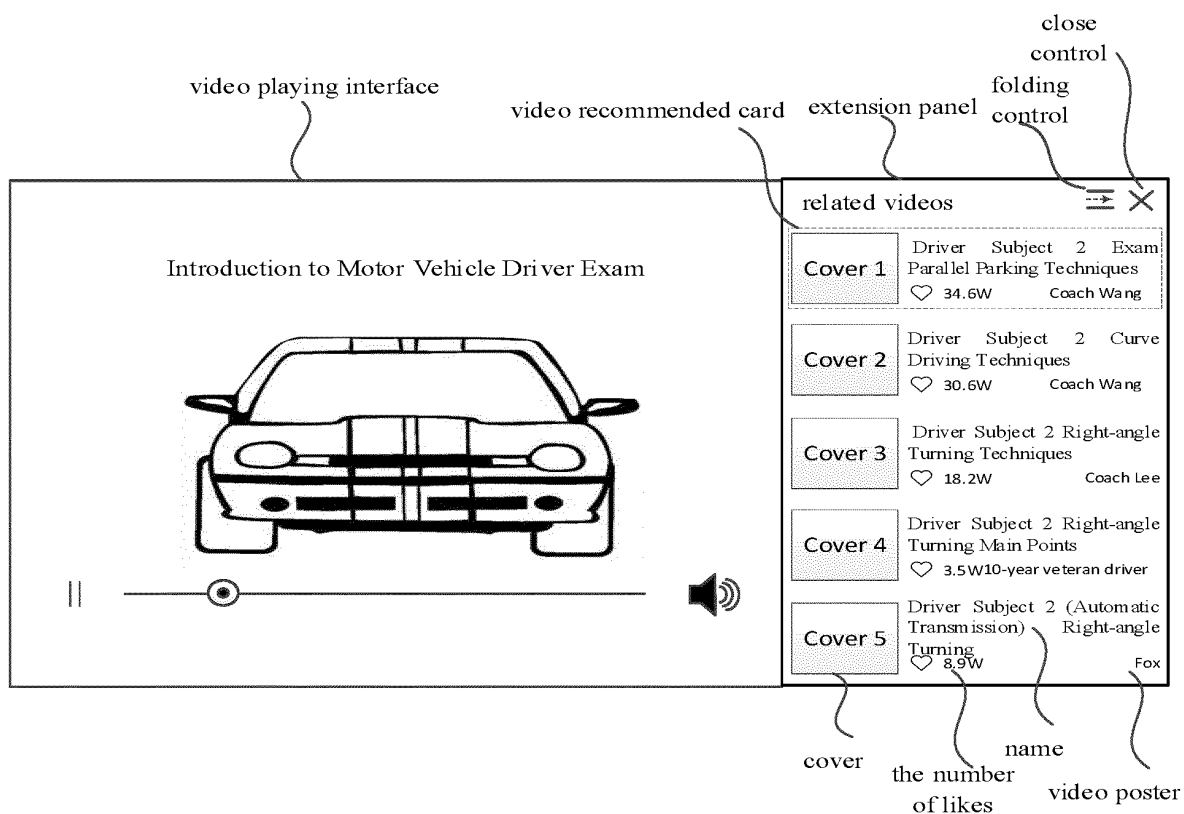 close
control
video playing interface
folding
control
video recommended card
extension panel
related videos
Introduction to Motor Vehicle Driver Exam
Cover 1
Driver Subject 2 Exam
Parallel Parking Techniques
34.6W Coach Wang
Cover 2
Driver Subject 2 Curve
Driving Techniques
30.6W Coach Wang
Cover 3
Driver Subject 2 Right-angle
Turning Techniques
18.2W Coach Lee
Cover 4
Driver Subject 2 Right-angle
Turning Main Points
3.5W10-year veteran driver
Cover 5
Driver Subject 2 (Automatic
Transmission) Right-angle
Turning
8.9W Fox
cover
the number
of likes
name
video poster